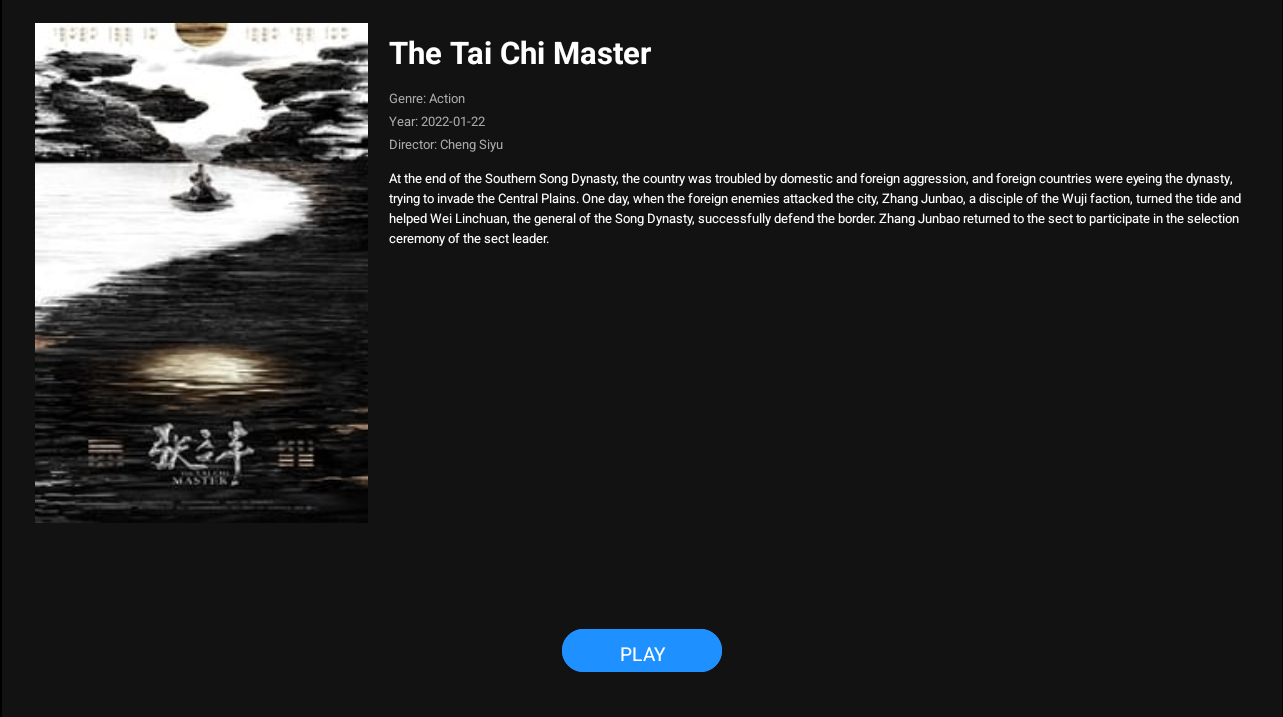 The Tai Chi Master
Genre: Action
Year: 2022-01-22
Director: Cheng Siyu
At the end of the Southern Song Dynasty, the country was troubled by domestic and foreign aggression, and foreign countries were eyeing the dynasty,
trying to invade the Central Plains. One day, when the foreign enemies attacked the city, Zhang Junbao, a disciple of the Wuji faction, turned the tide and
helped Wei Linchuan, the general of the Song Dynasty, successfully defend the border. Zhang Junbao returned to the sect to participate in the selection
ceremony of the sect leader.
张三丰
THE TAI CHI
MASTER
PLAY